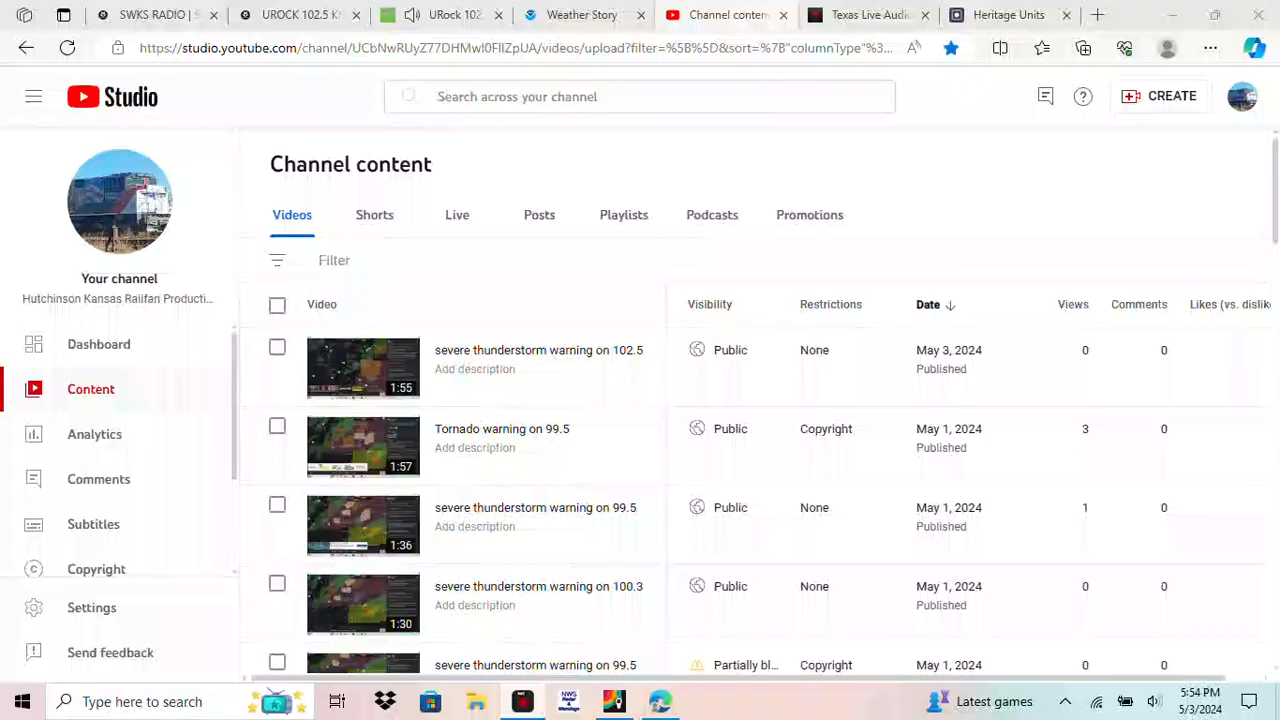 KWKS RADIO | S
UROCK 102.5 K
UROCK 102.5
Weather Story
Channel conten
Texas Live Audi
Heritage Units
https://studio.youtube.com/channel/UCbNwRUyZ77DHMwI0FlIZpUA/videos/upload?filter=%5B%5D&sort=%7B"columnType"%3...
Studio
Search across your channel
CREATE
Channel content
Videos Shorts Live Posts Playlists Podcasts Promotions
Your channel
Hutchinson Kansas Raiifan Producti...
Filter
Video Visibility Restrictions Date Views Comments Likes (vs. dislik
Dashboard
Content
Analytics
Comments
Subtitles
Copyright
Settings
Send feedback
severe thunderstorm warning on 102.5 Public None May 3, 2024 0
Add description Published
1:55
Tornado warning on 93.5 Public Copyright May 1, 2024 3 0
Add description Published
1:57
severe thunderstorm warning on 99.5 Public None May 1, 2024 1 0
Add description Published
1:36
severe thunderstorm warning on 100.3 Public None May 1, 2024 2 0
Add description Published
1:30
severe thunderstorm warning on 99.5 Partially bl... Copyright May 1, 2024 2 0
Type here to search
NWS
Latest games
5:54 PM
5/3/2024